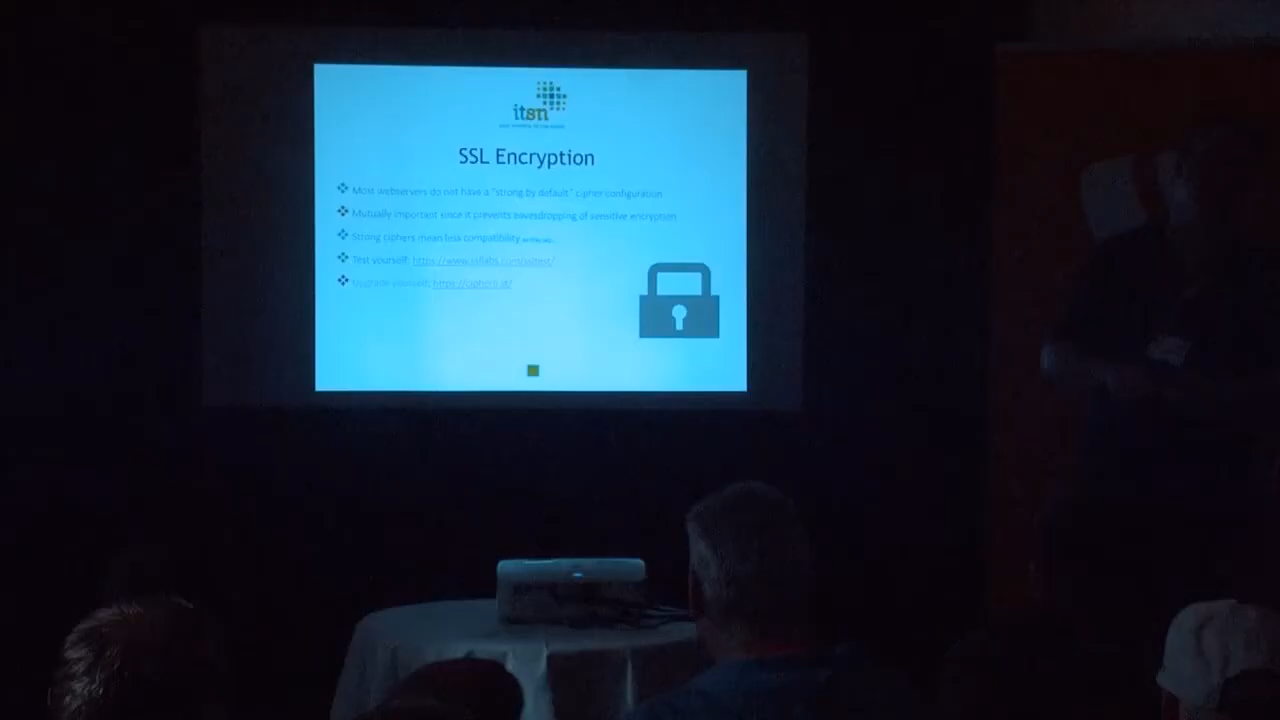 itsn
SSL Encryption
Most webservers do not have a "strong by default" cipher configuration
Mutually important since it prevents eavesdropping of sensitive encryption
Strong ciphers mean less compatibility
Test yourself: https://www.ssllabs.com/ssltest/
Upgrade yourself: https://cipherli.st/